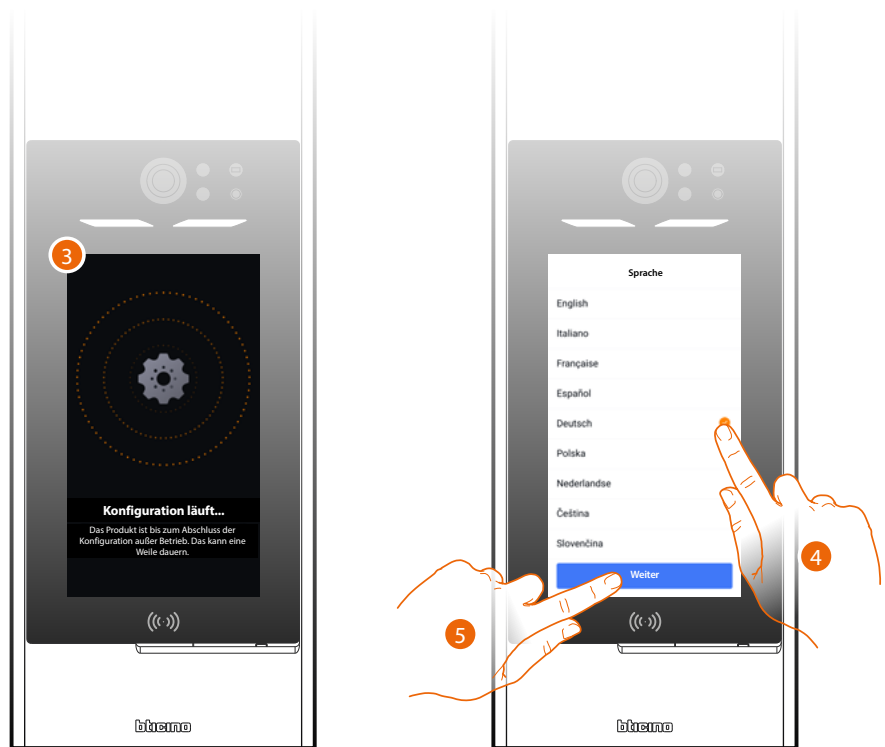 3
Konfiguration läuft...
Das Produkt ist bis zum Abschluss der
Konfiguration außer Betrieb. Das kann eine
Weile dauern.
bticino
Sprache
English
Italiano
Française
Español
Deutsch
Polska
Nederlandse
Čeština
Slovenčina
Weiter
4
5
bticino